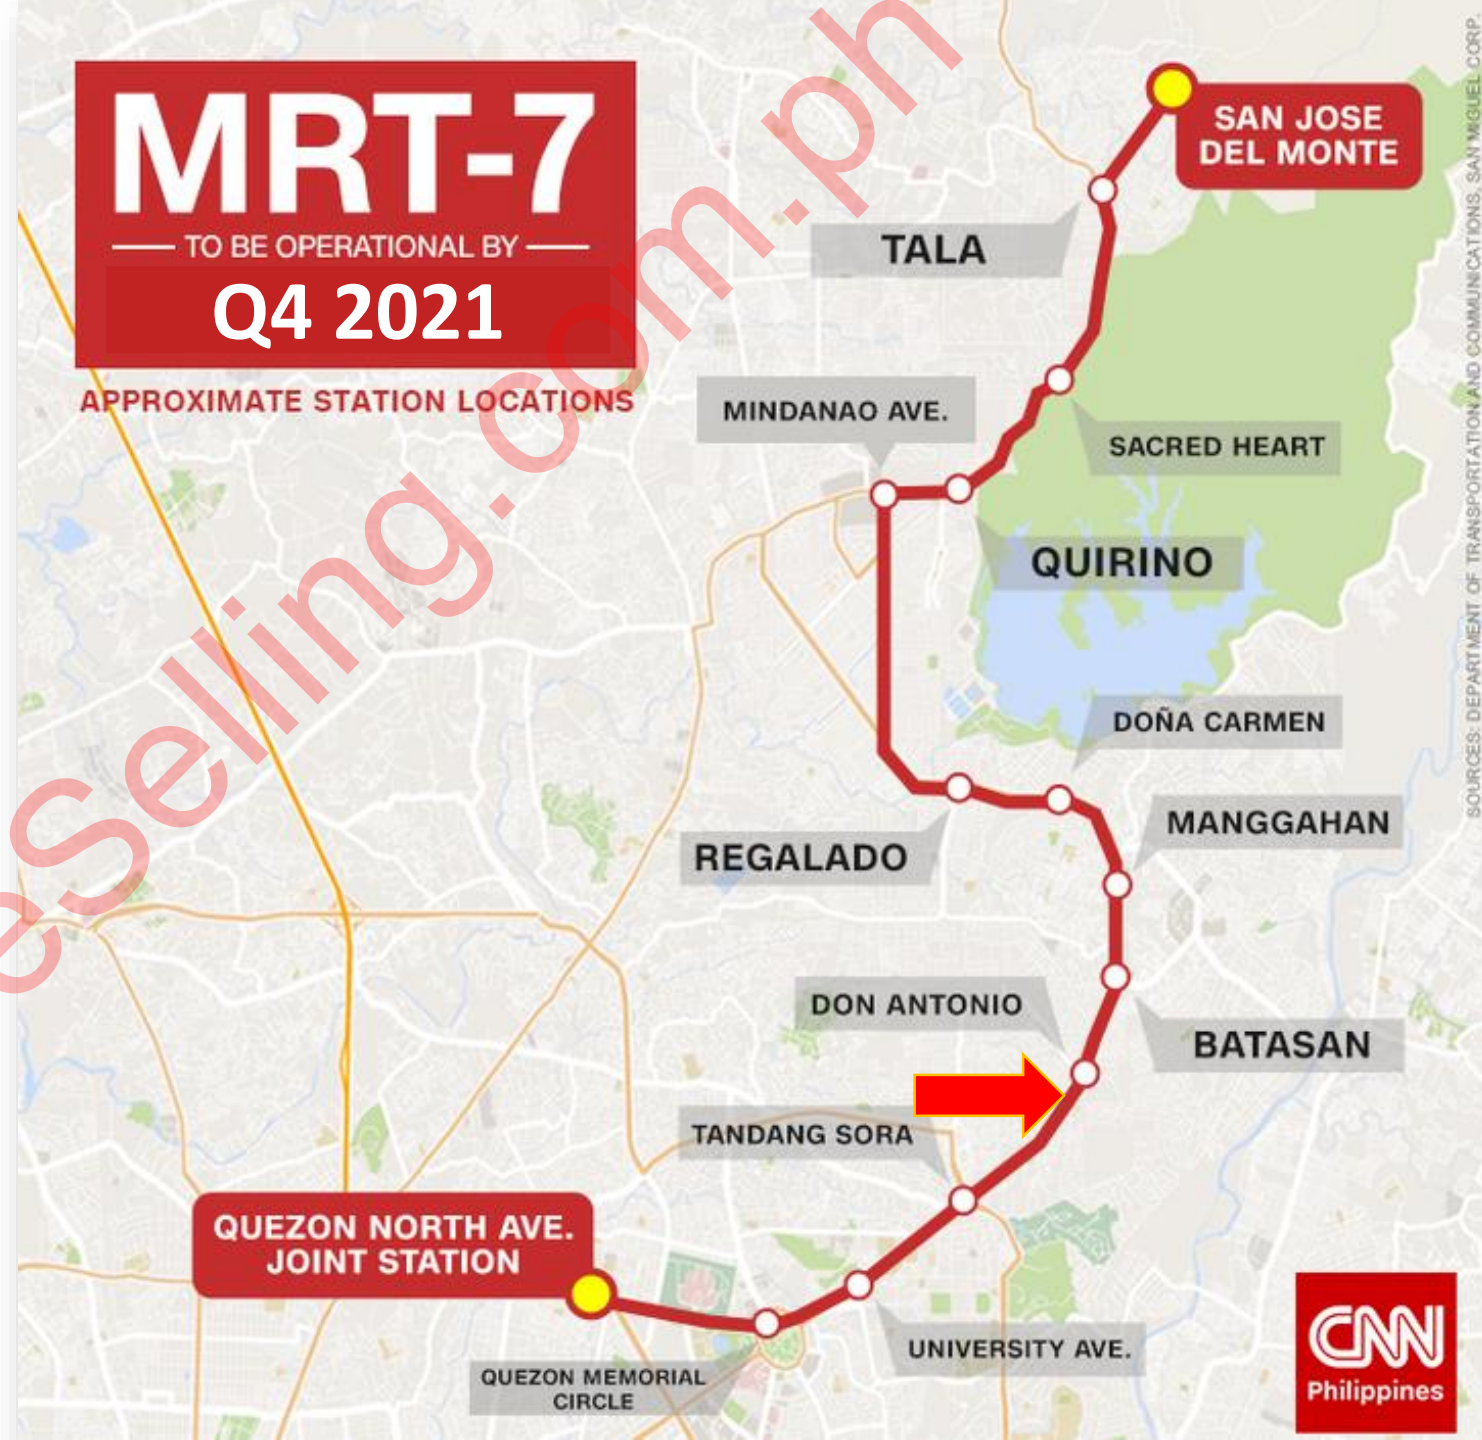 MRT-7
TO BE OPERATIONAL BY
Q4 2021
APPROXIMATE STATION LOCATIONS
SAN JOSE
DEL MONTE
TALA
MINDANAO AVE.
SACRED HEART
QUIRINO
DOÑA CARMEN
MANGGAHAN
REGALADO
DON ANTONIO
BATASAN
TANDANG SORA
QUEZON NORTH AVE.
JOINT STATION
UNIVERSITY AVE.
QUEZON MEMORIAL
CIRCLE
CNN
Philippines
SOURCES: DEPARTMENT OF TRANSPORTATION AND COMMUNICATIONS, SAN MIGUEL CORP.
eSelling.com.ph